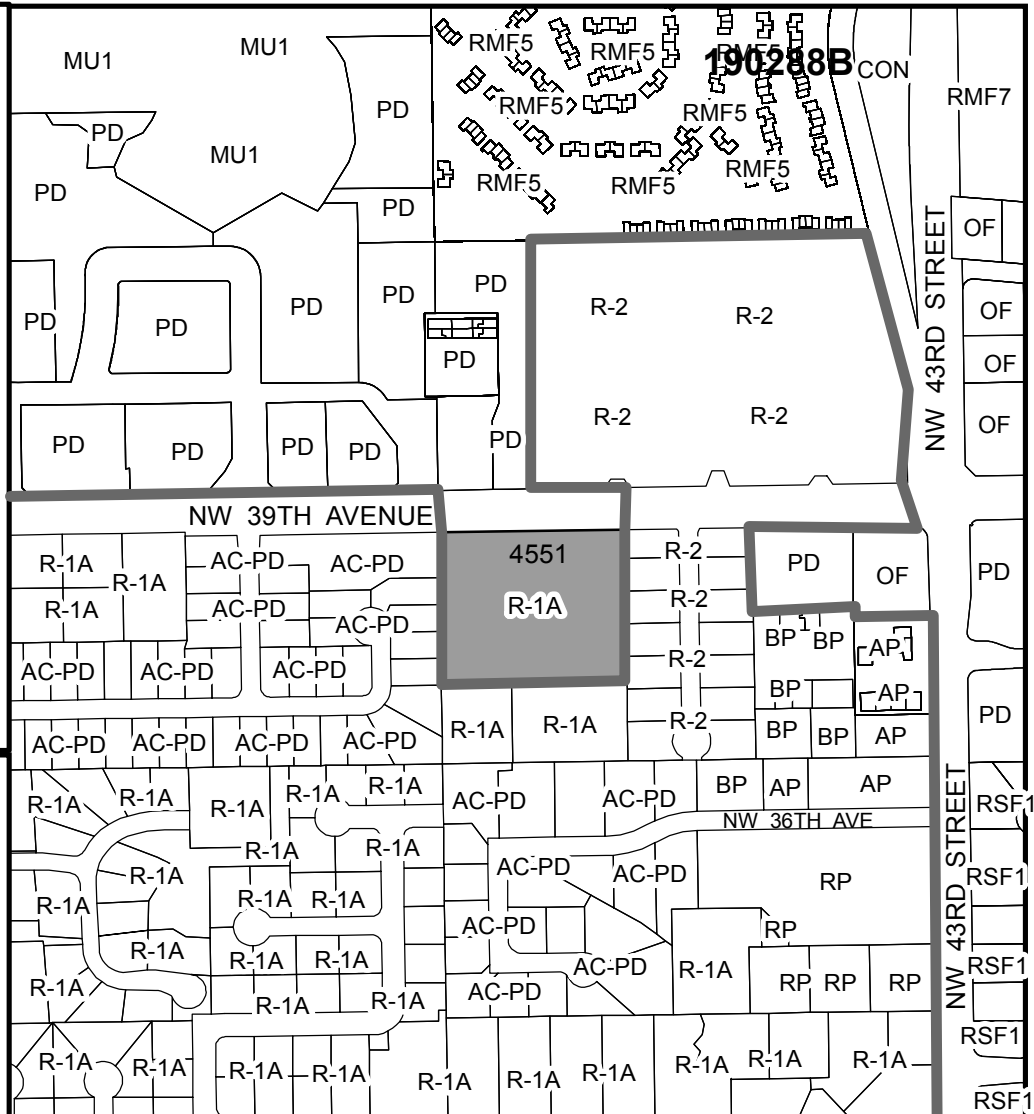 MU1
MU1
RMF5
RMF5
RMF5
190288B
CON
RMF7
PD
RMF5
RMF5
PD
MU1
PD
RMF5
RMF5
RMF5
PD
OF
PD
PD
PD
PD
R-2
R-2
OF
PD
PD
NW 43RD STREET
PD
OF
R-2
R-2
OF
PD
PD
PD
PD
PD
NW 39TH AVENUE
4551
R-2
R-1A
AC-PD
AC-PD
PD
OF
PD
R-1A
R-1A
R-1A
AC-PD
R-2
AC-PD
BP
BP
AP
R-2
AC-PD
AC-PD
AC-PD
BP
AP
R-1A
R-1A
R-2
BP
BP
AP
PD
AC-PD
AC-PD
AC-PD
AC-PD
R-1A
R-1A
R-1A
R-1A
R-1A
AC-PD
AC-PD
BP
AP
AP
RSF1
NW 36TH AVE
NW 43RD STREET
R-1A
R-1A
R-1A
AC-PD
AC-PD
RP
RSF1
R-1A
R-1A
R-1A
AC-PD
RP
R-1A
R-1A
R-1A
AC-PD
R-1A
RSF1
R-1A
AC-PD
RP
RP
RP
R-1A
R-1A
RSF1
R-1A
R-1A
R-1A
R-1A
R-1A
R-1A
R-1A
R-1A
R-1A
R-1A
RSF1